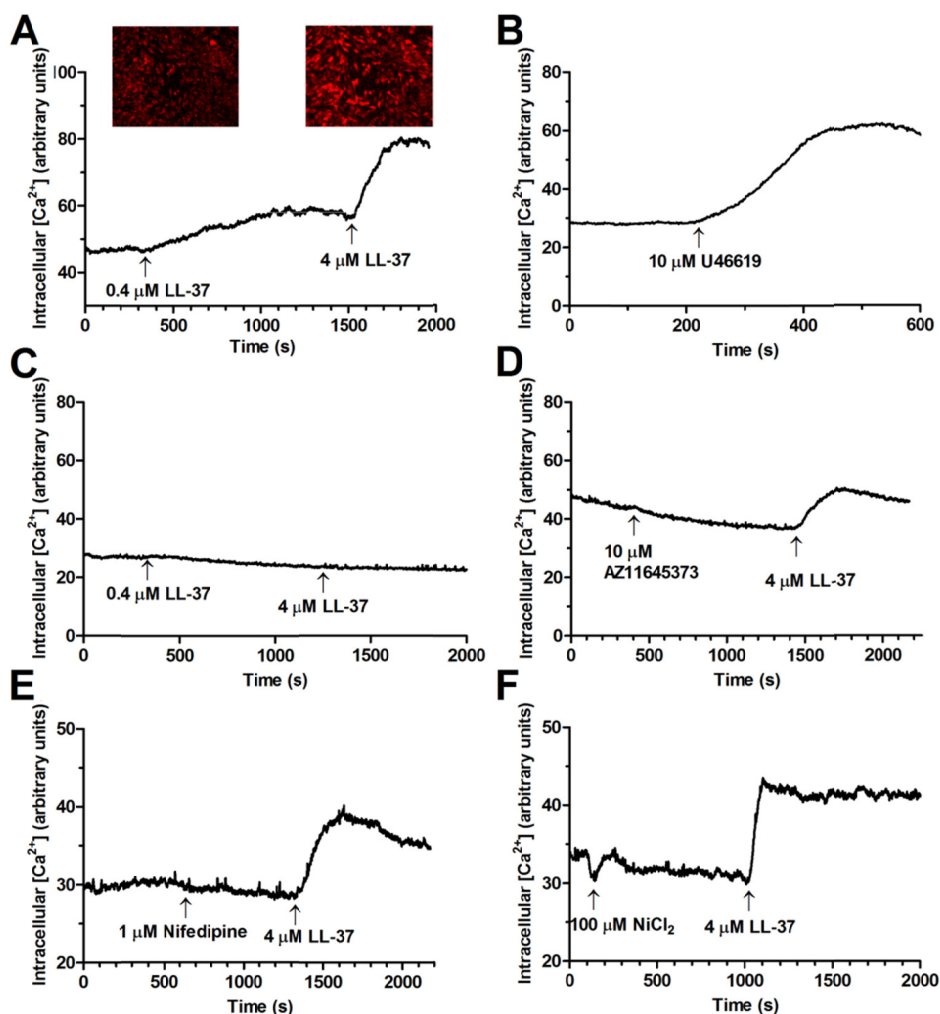 A
Intracellular [Ca²⁺] (arbitrary units)
100
80
60
40
0.4 μM LL-37
4 μM LL-37
0 500 1000 1500 2000
Time (s)
B
Intracellular [Ca²⁺] (arbitrary units)
80
60
40
20
0
10 μM U46619
0 200 400 600
Time (s)
C
Intracellular [Ca²⁺] (arbitrary units)
80
60
40
20
0
0.4 μM LL-37
4 μM LL-37
0 500 1000 1500 2000
Time (s)
D
Intracellular [Ca²⁺] (arbitrary units)
80
60
40
20
0
10 μM
AZ11645373
4 μM LL-37
0 500 1000 1500 2000
Time (s)
E
Intracellular [Ca²⁺] (arbitrary units)
50
40
30
20
1 μM Nifedipine
4 μM LL-37
0 500 1000 1500 2000
Time (s)
F
Intracellular [Ca²⁺] (arbitrary units)
50
40
30
20
100 μM NiCl₂
4 μM LL-37
0 500 1000 1500 2000
Time (s)